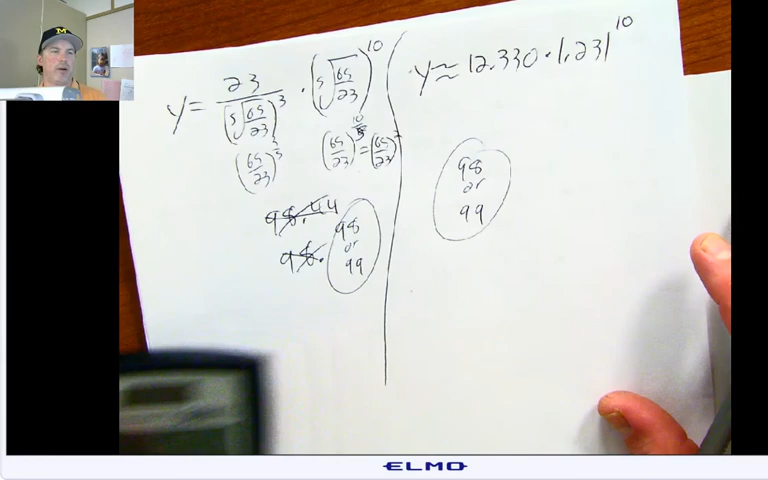 y = 23 / (⁵√(65/23))³ · (⁵√(65/23))¹⁰
(65/23)^(3/5) (65/23)^(10/5) = (65/23)²
98.44
98.
98
or
99
y ≈ 12.330 · 1.231¹⁰
98
or
99
ELMO